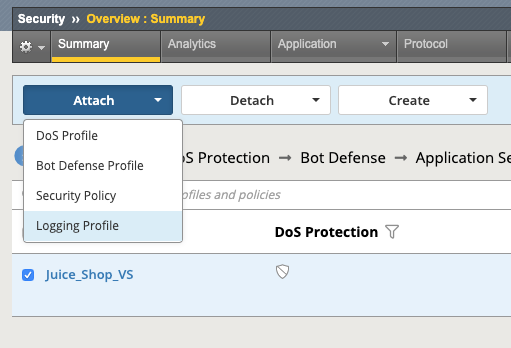 Security ›› Overview : Summary
Summary Analytics Application Protocol
Attach Detach Create
DoS Profile
Bot Defense Profile
Security Policy
Logging Profile
S Protection → Bot Defense → Application Se
ofiles and policies
DoS Protection
Juice_Shop_VS